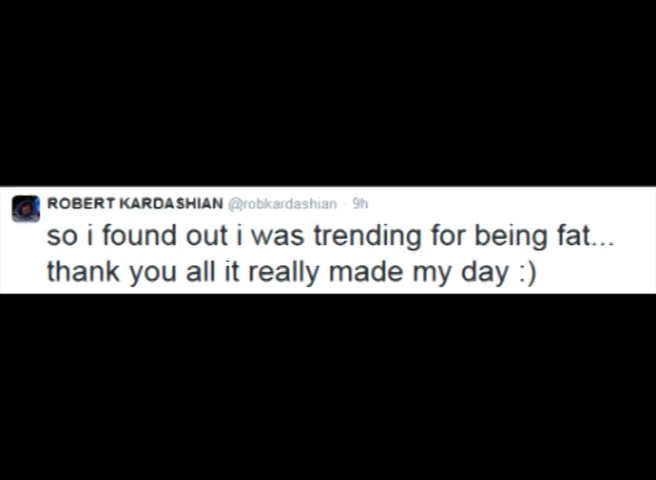 ROBERT KARDASHIAN @robkardashian · 9h
so i found out i was trending for being fat...
thank you all it really made my day :)